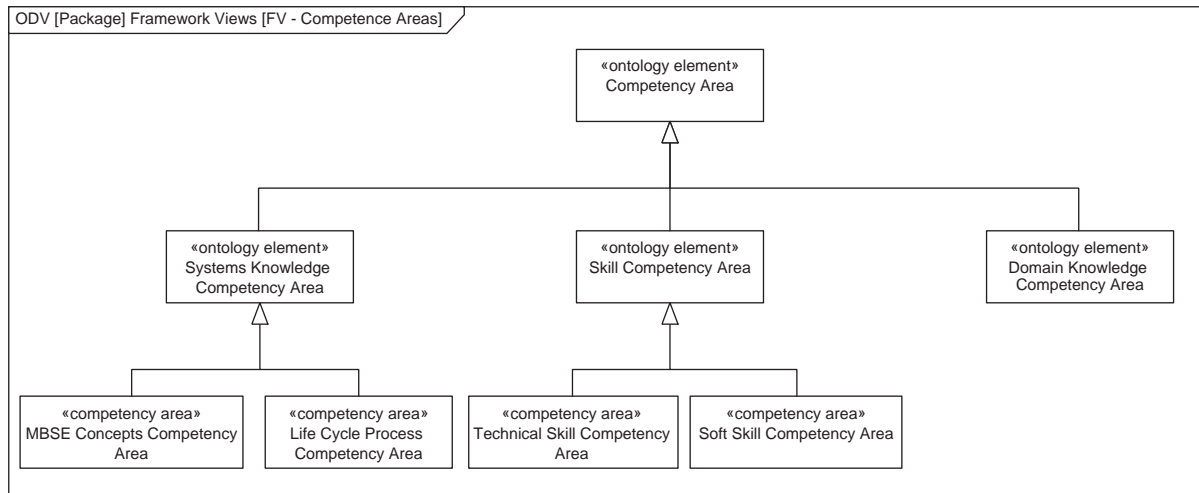 ODV [Package] Framework Views [FV - Competence Areas]
«ontology element»
Competency Area
«ontology element»
Systems Knowledge
Competency Area
«ontology element»
Skill Competency Area
«ontology element»
Domain Knowledge
Competency Area
«competency area»
MBSE Concepts Competency
Area
«competency area»
Life Cycle Process
Competency Area
«competency area»
Technical Skill Competency
Area
«competency area»
Soft Skill Competency Area